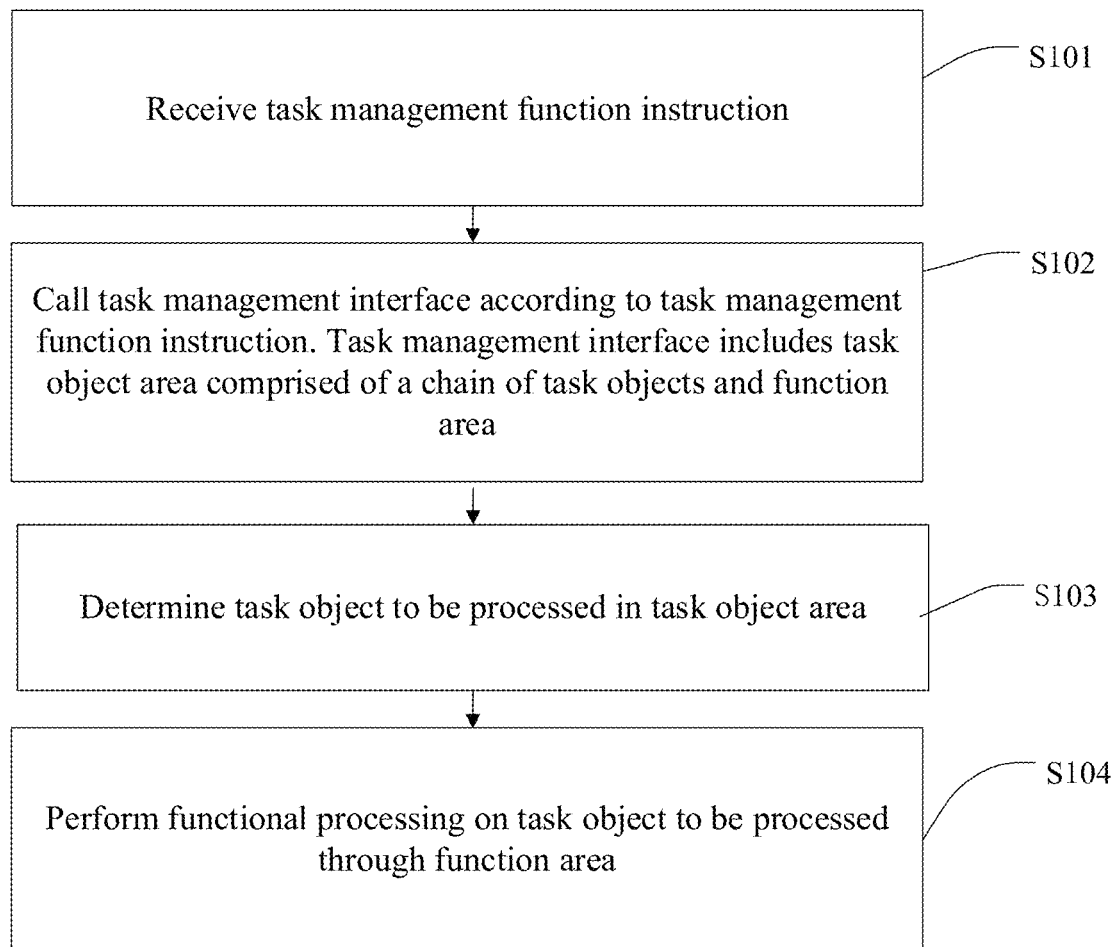 Receive task management function instruction
S101
Call task management interface according to task management
function instruction. Task management interface includes task
object area comprised of a chain of task objects and function
area
S102
Determine task object to be processed in task object area
S103
Perform functional processing on task object to be processed
through function area
S104